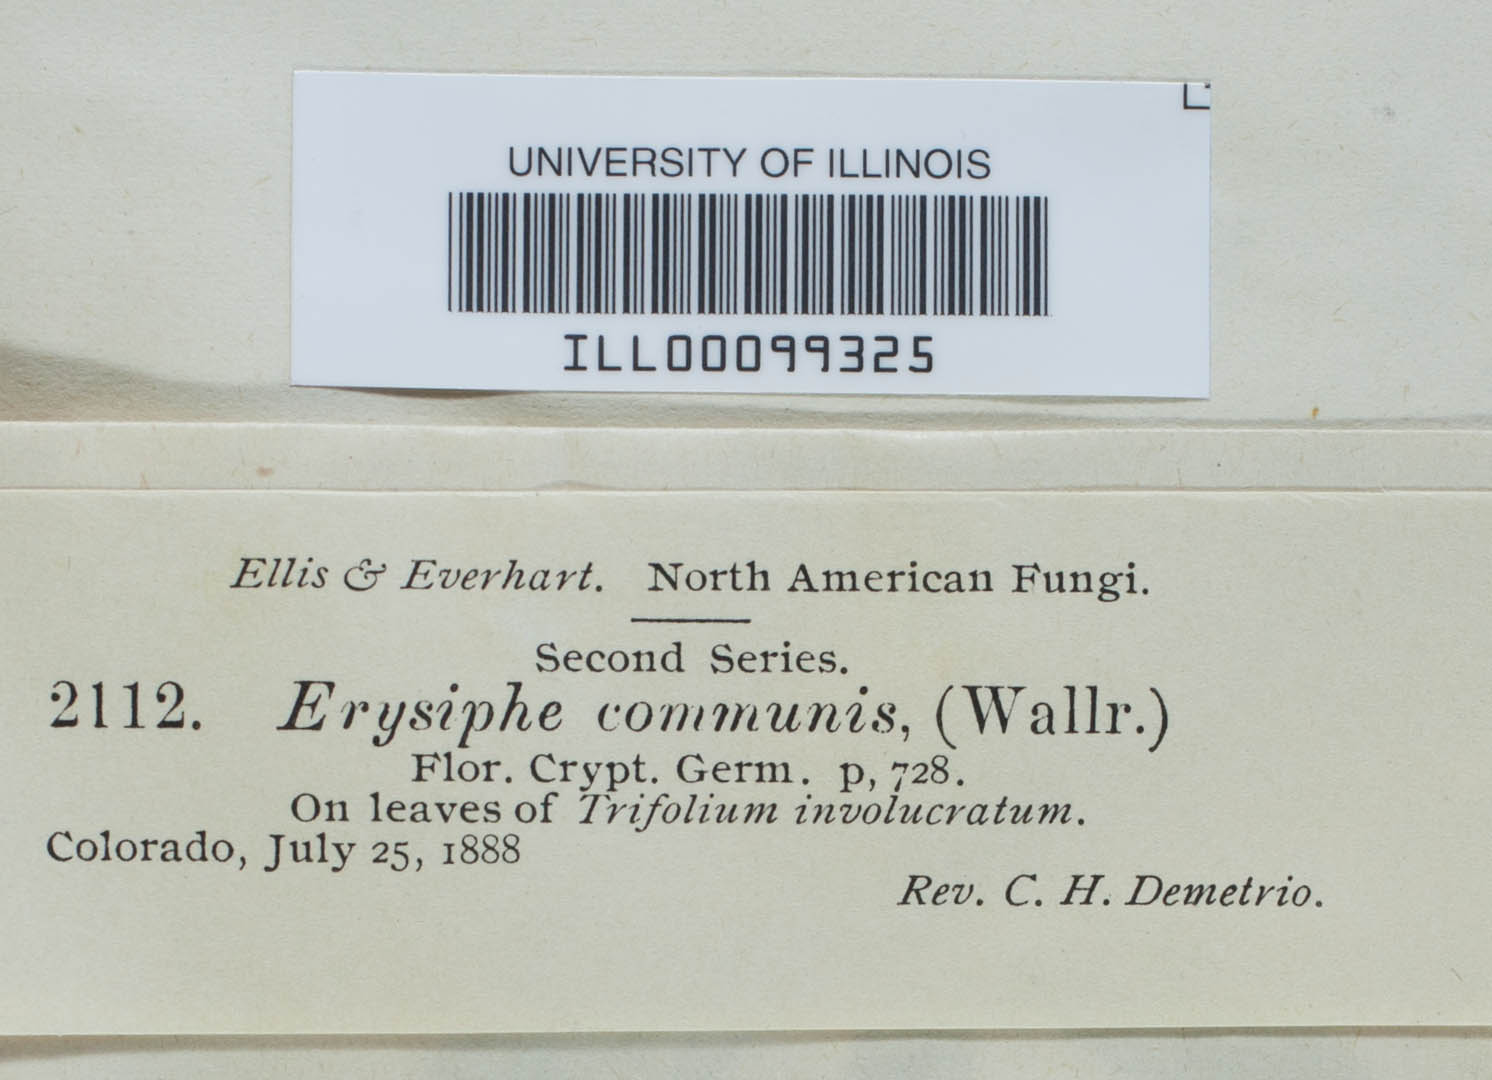 UNIVERSITY OF ILLINOIS
ILL00099325
Ellis & Everhart. North American Fungi.
Second Series.
2112. Erysiphe communis, (Wallr.)
Flor. Crypt. Germ. p, 728.
On leaves of Trifolium involucratum.
Colorado, July 25, 1888
Rev. C. H. Demetrio.